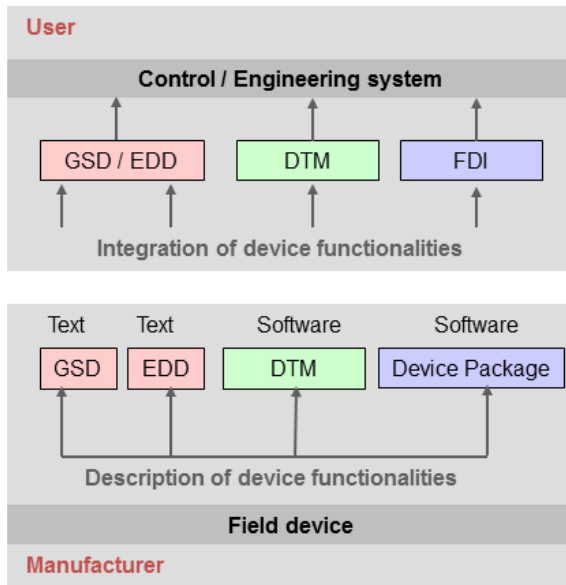 User
Control / Engineering system
GSD / EDD
DTM
FDI
Integration of device functionalities
Text
Text
Software
Software
GSD
EDD
DTM
Device Package
Description of device functionalities
Field device
Manufacturer